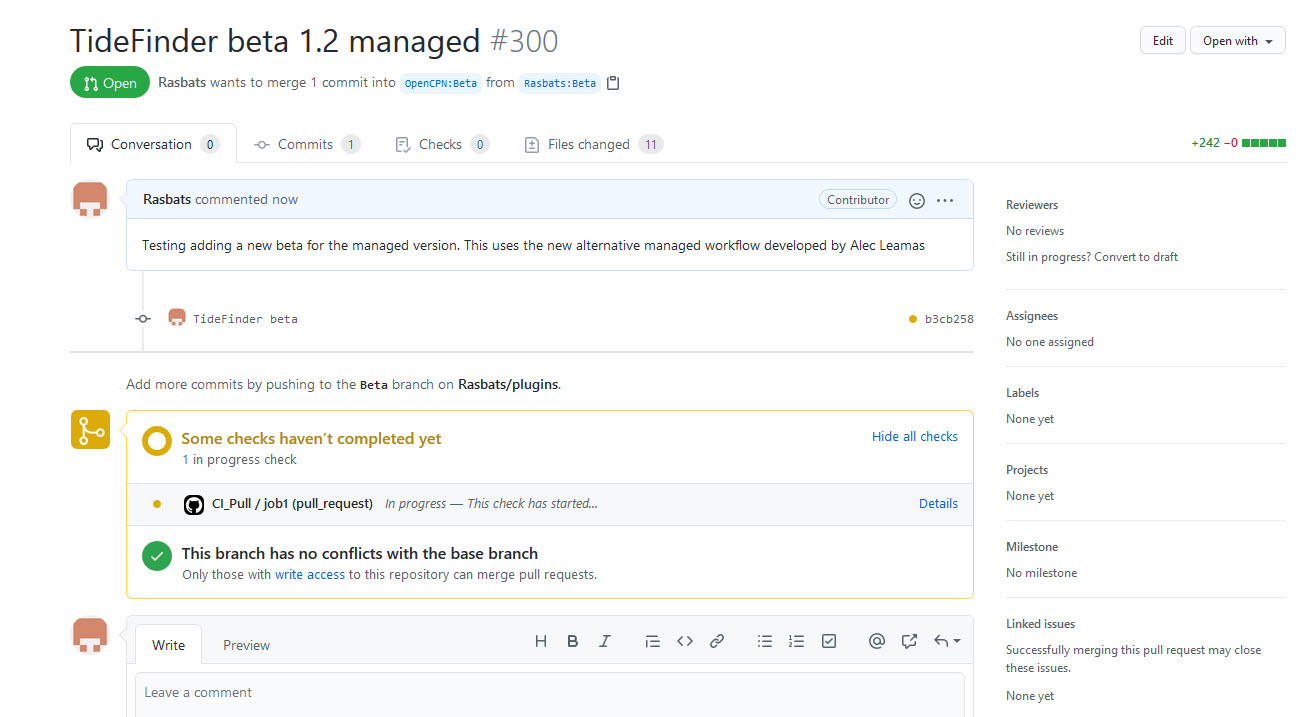 TideFinder beta 1.2 managed #300
Edit
Open with
Open
Rasbats wants to merge 1 commit into OpenCPN:Beta from Rasbats:Beta
Conversation 0
Commits 1
Checks 0
Files changed 11
+242 −0
Rasbats commented now
Contributor
Testing adding a new beta for the managed version. This uses the new alternative managed workflow developed by Alec Leamas
TideFinder beta
b3cb258
Add more commits by pushing to the Beta branch on Rasbats/plugins.
Some checks haven’t completed yet
Hide all checks
1 in progress check
CI_Pull / job1 (pull_request) In progress — This check has started...
Details
This branch has no conflicts with the base branch
Only those with write access to this repository can merge pull requests.
Write
Preview
H B I
Leave a comment
Reviewers
No reviews
Still in progress? Convert to draft
Assignees
No one assigned
Labels
None yet
Projects
None yet
Milestone
No milestone
Linked issues
Successfully merging this pull request may close
these issues.
None yet